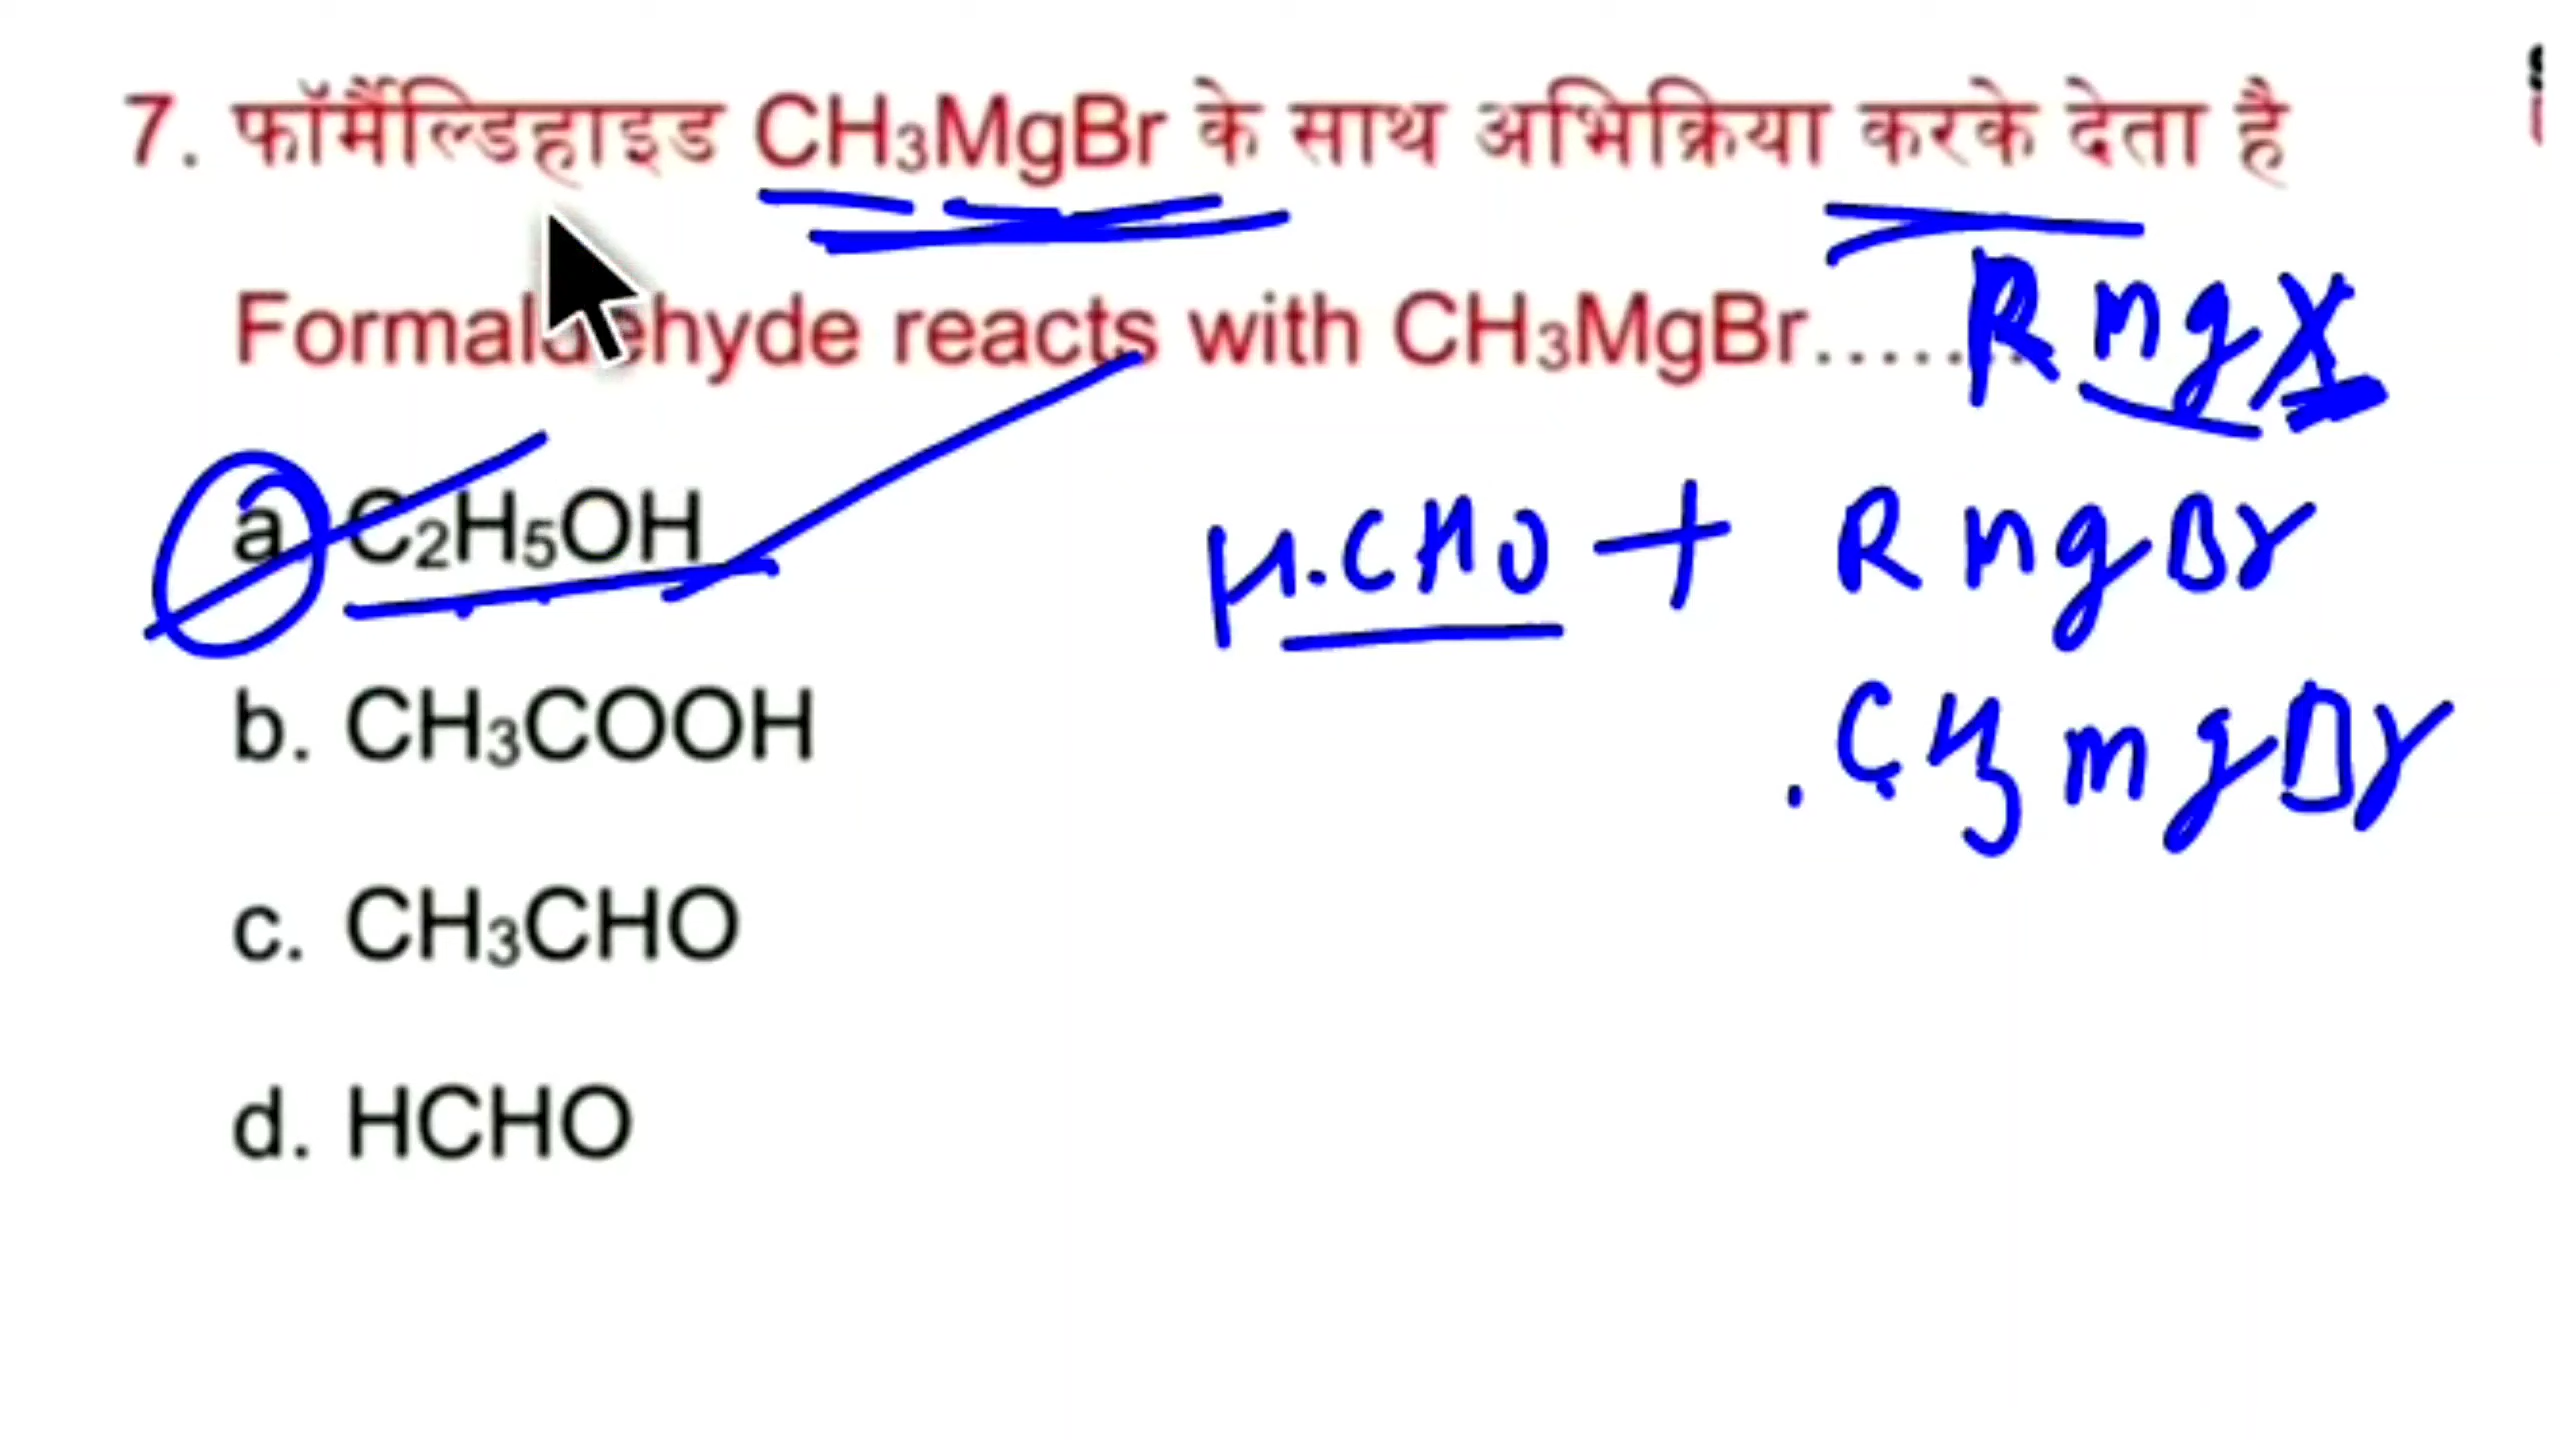 7. फॉर्मैल्डिहाइड CH₃MgBr के साथ अभिक्रिया करके देता है
Formaldehyde reacts with CH₃MgBr......
RMgX
a. C₂H₅OH
H.CHO + RMgBr
b. CH₃COOH
.CH₃mgBr
c. CH₃CHO
d. HCHO